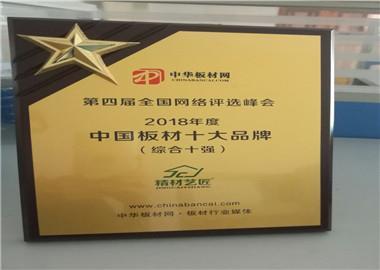 中华板材网
CHINABANCAI.COM
第四届全国网络评选峰会
2018年度
中国板材十大品牌
(综合十强)
精材艺匠
JINGCAIYIJIANG
www.chinabancai.com
中华板材网·板材行业媒体